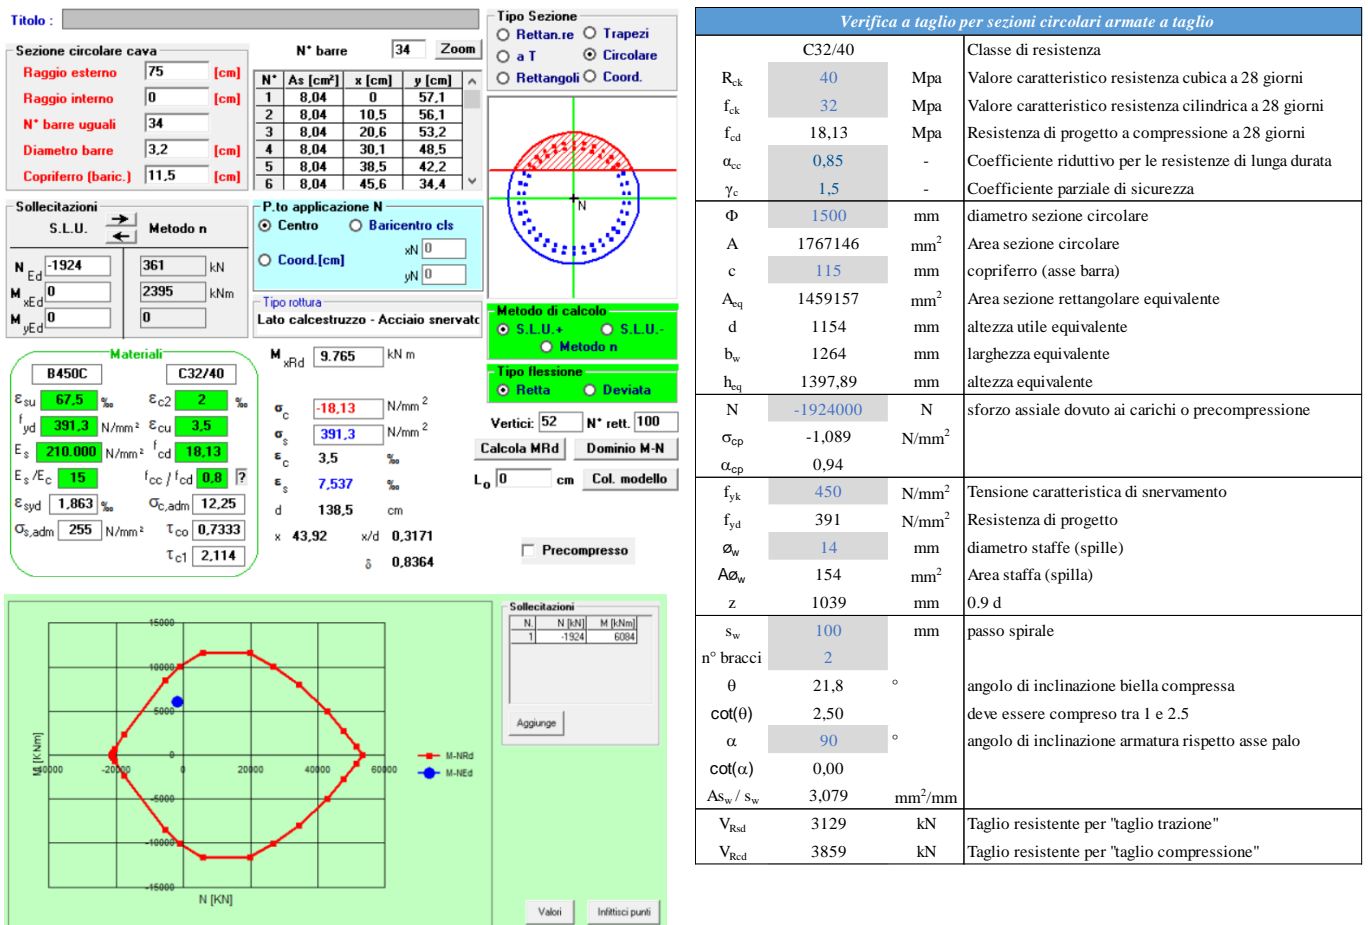 Titolo :
Sezione circolare cava
Raggio esterno 75 [cm]
Raggio interno 0 [cm]
N° barre uguali 34
Diametro barre 3,2 [cm]
Copriferro (baric.) 11,5 [cm]
N° barre 34 Zoom
N° As [cm²] x [cm] y [cm]
1 8,04 0 57,1
2 8,04 10,5 56,1
3 8,04 20,6 53,2
4 8,04 30,1 48,5
5 8,04 38,5 42,2
6 8,04 45,6 34,4
Tipo Sezione
Rettan.re Trapezi
a T Circolare
Rettangoli Coord.
N
Sollecitazioni
S.L.U. Metodo n
N Ed -1924 361 kN
M xEd 0 2395 kNm
M yEd 0 0
P.to applicazione N
Centro Baricentro cls
Coord.[cm] xN 0
yN 0
Tipo rottura
Lato calcestruzzo - Acciaio snervato
Metodo di calcolo
S.L.U.+ S.L.U.-
Metodo n
Tipo flessione
Retta Deviata
Materiali
B450C C32/40
εsu 67,5 ‰ εc2 2 ‰
fyd 391,3 N/mm² εcu 3,5
Es 210.000 N/mm² fcd 18,13
Es/Ec 15 fcc / fcd 0,8 ?
εsyd 1,863 ‰ σc,adm 12,25
σs,adm 255 N/mm² τco 0,7333
τc1 2,114
M xRd 9.765 kN m
σc -18,13 N/mm²
σs 391,3 N/mm²
εc 3,5 ‰
εs 7,537 ‰
d 138,5 cm
x 43,92 x/d 0,3171
δ 0,8364
Vertici: 52 N° rett. 100
Calcola MRd Dominio M-N
L0 0 cm Col. modello
Precompresso
15000
10000
5000
0
-5000
-10000
-15000
M [KNm]
-40000 -20000 0 20000 40000 60000
N [KN]
M-NRd
M-NEd
Sollecitazioni
N. N [kN] M [kNm]
1 -1924 6084
Aggiunge
Valori Infittisci punti
Verifica a taglio per sezioni circolari armate a taglio
C32/40 Classe di resistenza
Rck 40 Mpa Valore caratteristico resistenza cubica a 28 giorni
fck 32 Mpa Valore caratteristico resistenza cilindrica a 28 giorni
fcd 18,13 Mpa Resistenza di progetto a compressione a 28 giorni
αcc 0,85 - Coefficiente riduttivo per le resistenze di lunga durata
γc 1,5 - Coefficiente parziale di sicurezza
Φ 1500 mm diametro sezione circolare
A 1767146 mm² Area sezione circolare
c 115 mm copriferro (asse barra)
Aeq 1459157 mm² Area sezione rettangolare equivalente
d 1154 mm altezza utile equivalente
bw 1264 mm larghezza equivalente
heq 1397,89 mm altezza equivalente
N -1924000 N sforzo assiale dovuto ai carichi o precompressione
σcp -1,089 N/mm²
αcp 0,94
fyk 450 N/mm² Tensione caratteristica di snervamento
fyd 391 N/mm² Resistenza di progetto
øw 14 mm diametro staffe (spille)
Aøw 154 mm² Area staffa (spilla)
z 1039 mm 0.9 d
sw 100 mm passo spirale
n° bracci 2
θ 21,8 ° angolo di inclinazione biella compressa
cot(θ) 2,50 deve essere compreso tra 1 e 2.5
α 90 ° angolo di inclinazione armatura rispetto asse palo
cot(α) 0,00
Asw / sw 3,079 mm²/mm
VRsd 3129 kN Taglio resistente per "taglio trazione"
VRcd 3859 kN Taglio resistente per "taglio compressione"